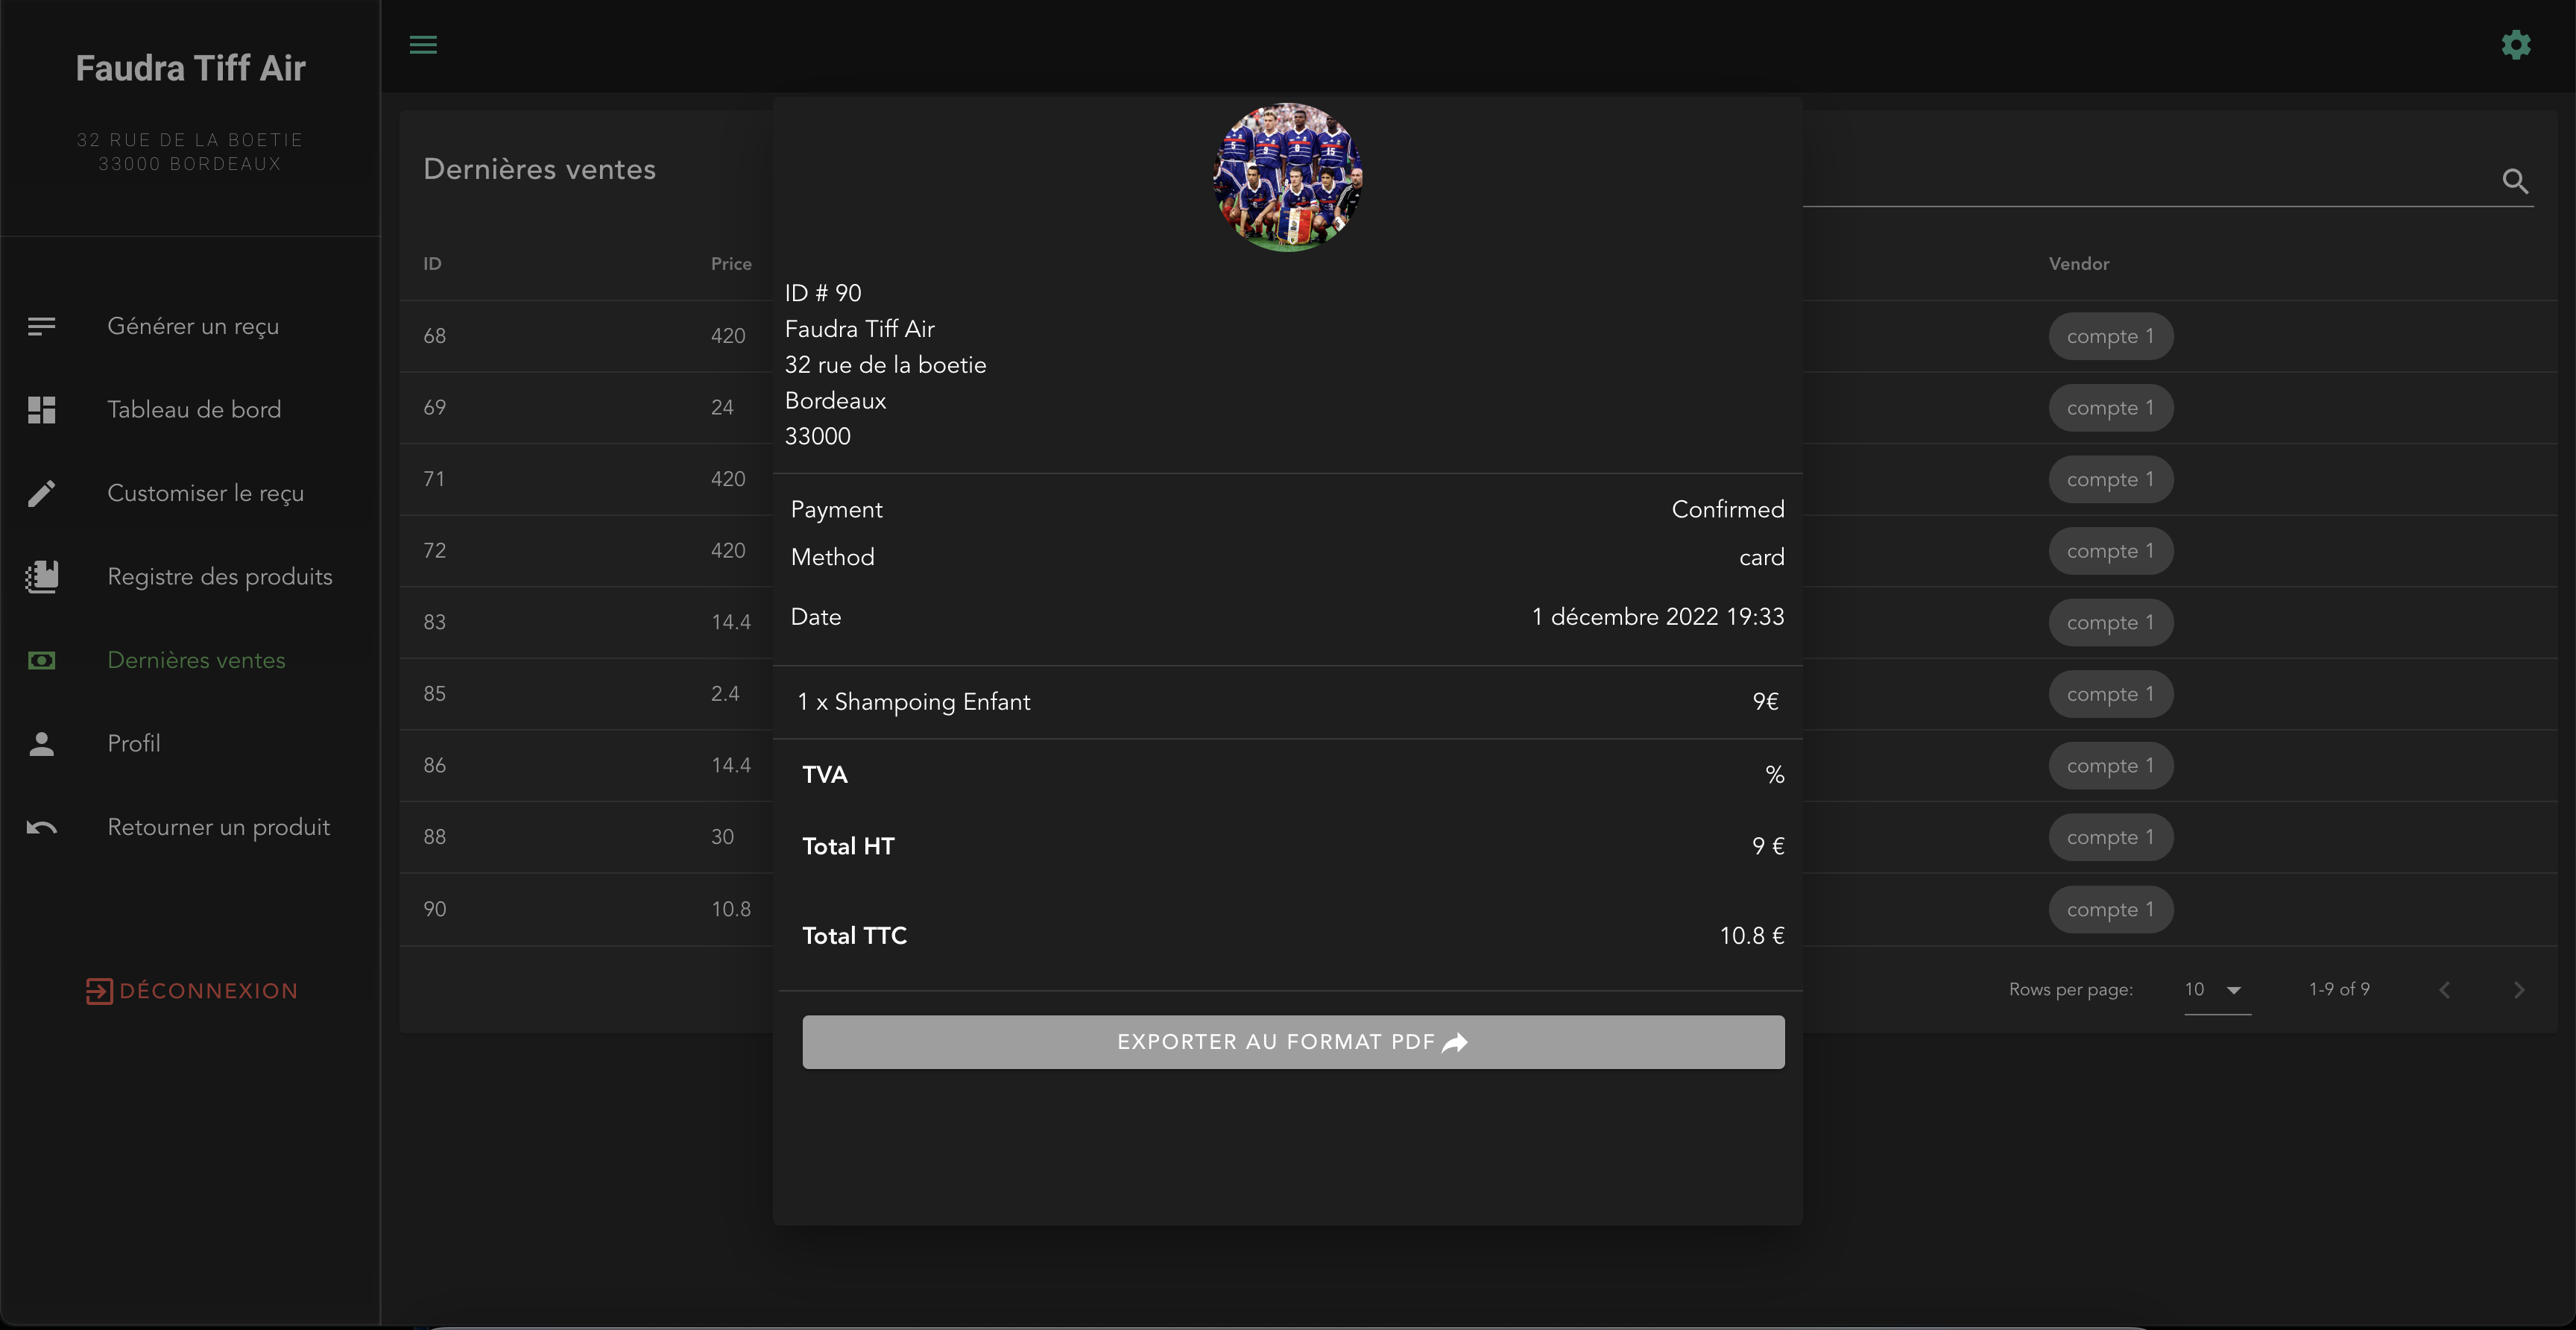 Faudra Tiff Air
32 RUE DE LA BOETIE
33000 BORDEAUX
Générer un reçu
Tableau de bord
Customiser le reçu
Registre des produits
Dernières ventes
Profil
Retourner un produit
DÉCONNEXION
Dernières ventes
ID Price Vendor
68 420 compte 1
69 24 compte 1
71 420 compte 1
72 420 compte 1
83 14.4 compte 1
85 2.4 compte 1
86 14.4 compte 1
88 30 compte 1
90 10.8 compte 1
Rows per page: 10 1-9 of 9
ID # 90
Faudra Tiff Air
32 rue de la boetie
Bordeaux
33000
Payment Confirmed
Method card
Date 1 décembre 2022 19:33
1 x Shampoing Enfant 9€
TVA %
Total HT 9 €
Total TTC 10.8 €
EXPORTER AU FORMAT PDF